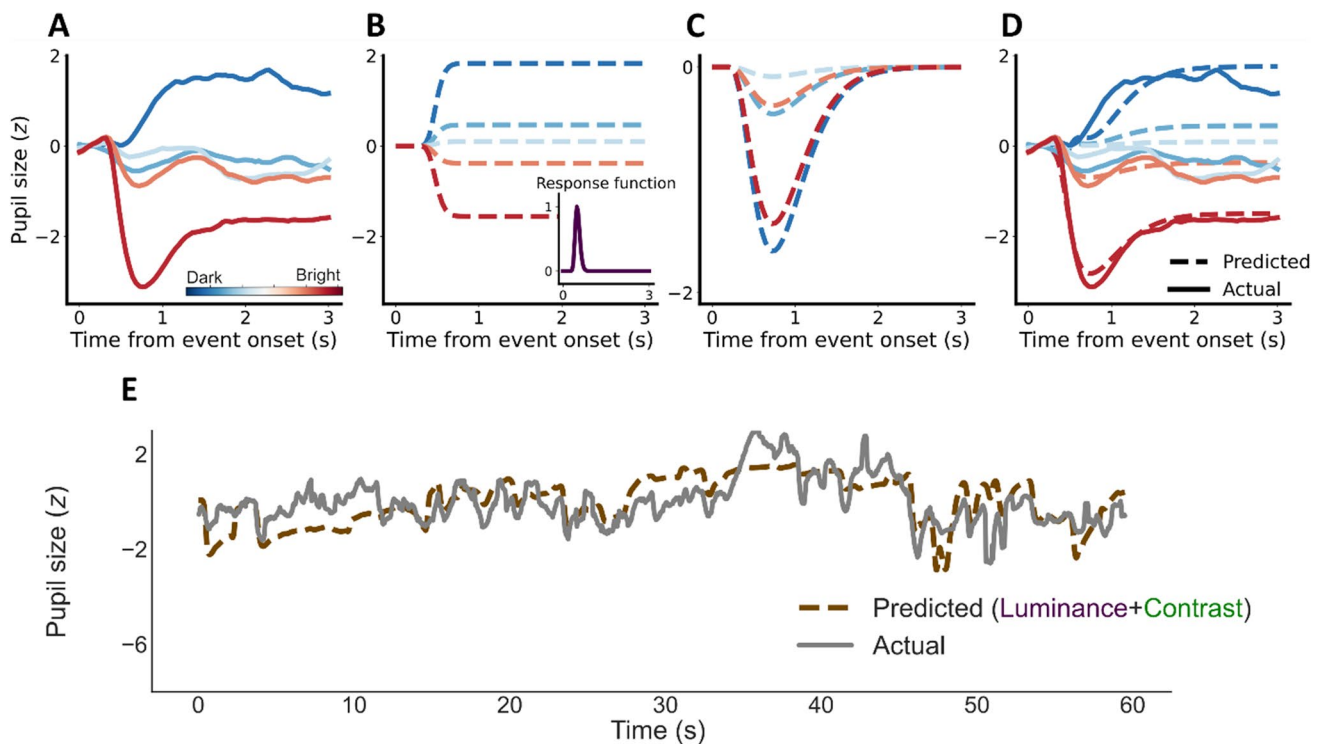 A
B
C
D
2
0
−2
Pupil size (z)
Dark
Bright
0
1
2
3
Time from event onset (s)
2
0
−2
Response function
1
0
0
3
0
1
2
3
Time from event onset (s)
0
−2
0
1
2
3
Time from event onset (s)
2
0
−2
Predicted
Actual
0
1
2
3
Time from event onset (s)
E
2
−2
−6
Pupil size (z)
Predicted (Luminance+Contrast)
Actual
0
10
20
30
40
50
60
Time (s)